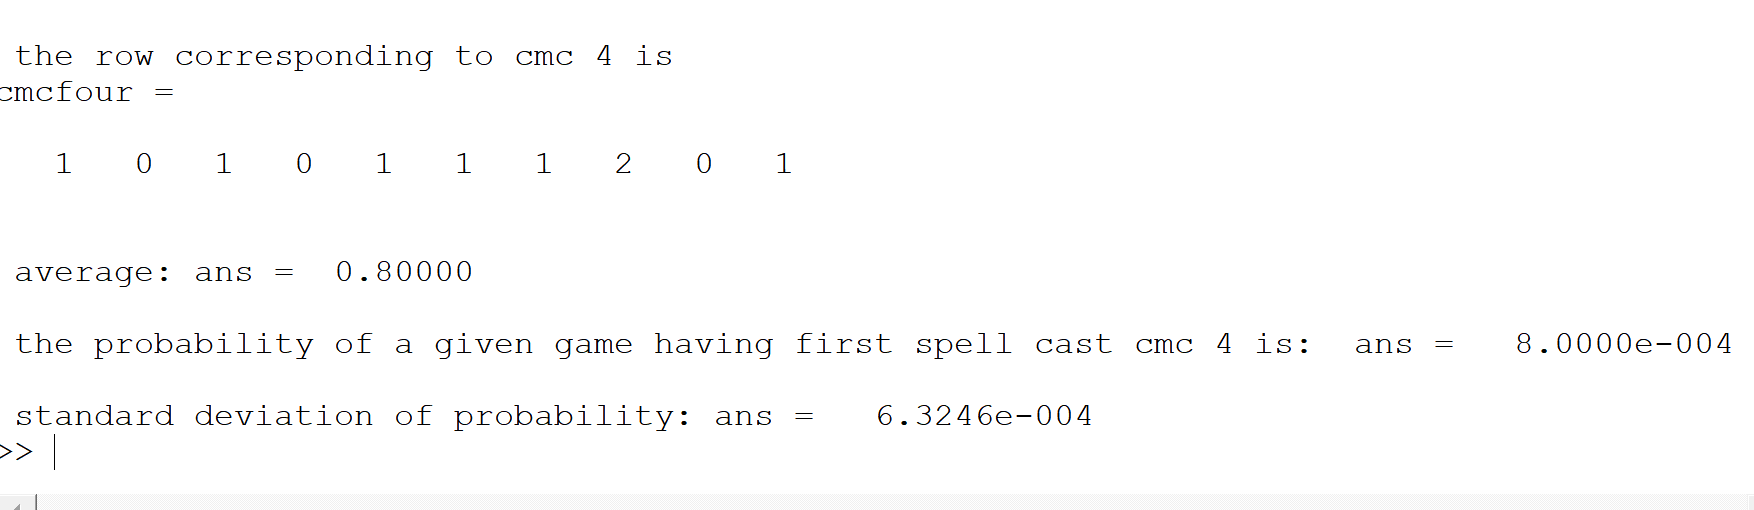 the row corresponding to cmc 4 is
cmcfour =
1 0 1 0 1 1 1 2 0 1
average: ans = 0.80000
the probability of a given game having first spell cast cmc 4 is: ans = 8.0000e-004
standard deviation of probability: ans = 6.3246e-004
>>